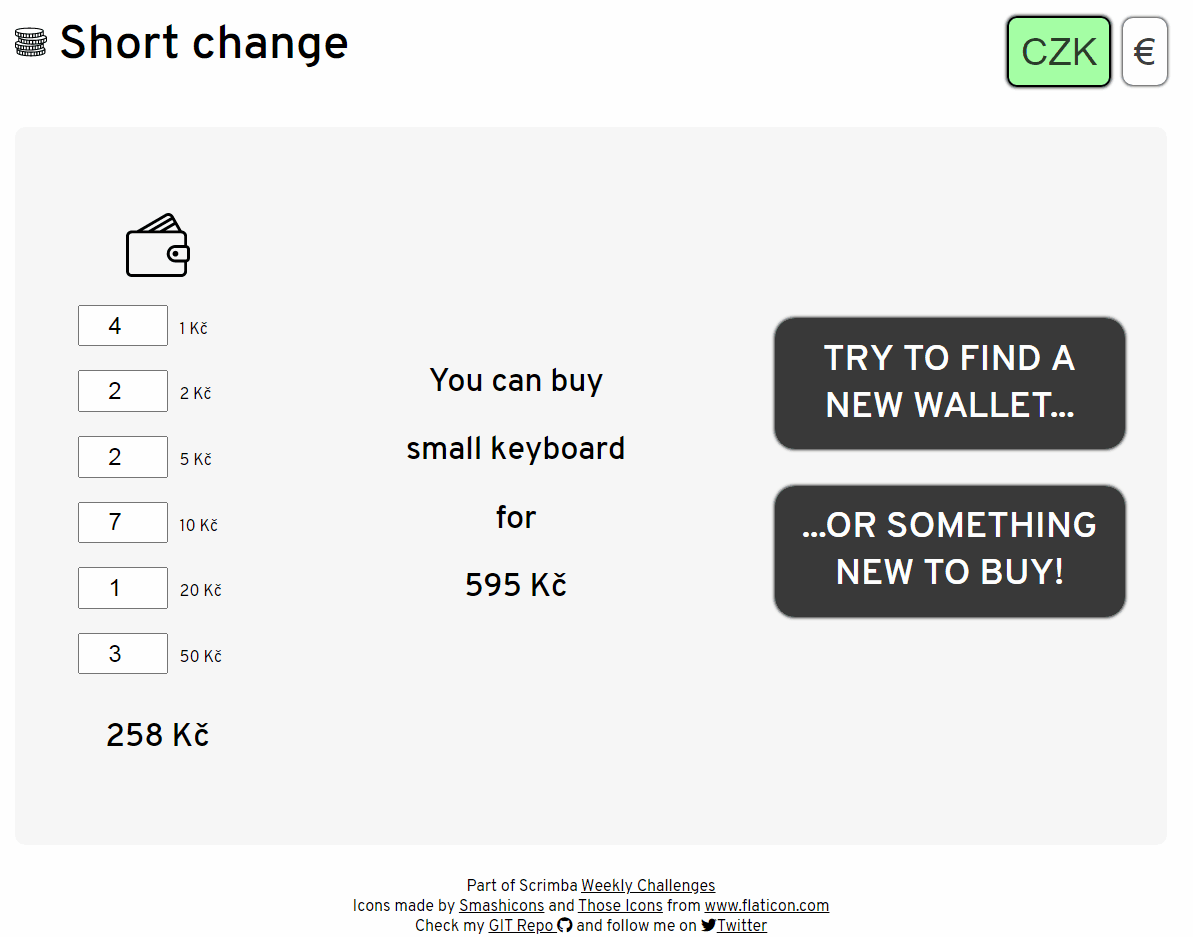 Short change
CZK
€
4 1 Kč
2 2 Kč
2 5 Kč
7 10 Kč
1 20 Kč
3 50 Kč
258 Kč
You can buy
small keyboard
for
595 Kč
TRY TO FIND A
NEW WALLET...
...OR SOMETHING
NEW TO BUY!
Part of Scrimba Weekly Challenges
Icons made by Smashicons and Those Icons from www.flaticon.com
Check my GIT Repo and follow me on Twitter